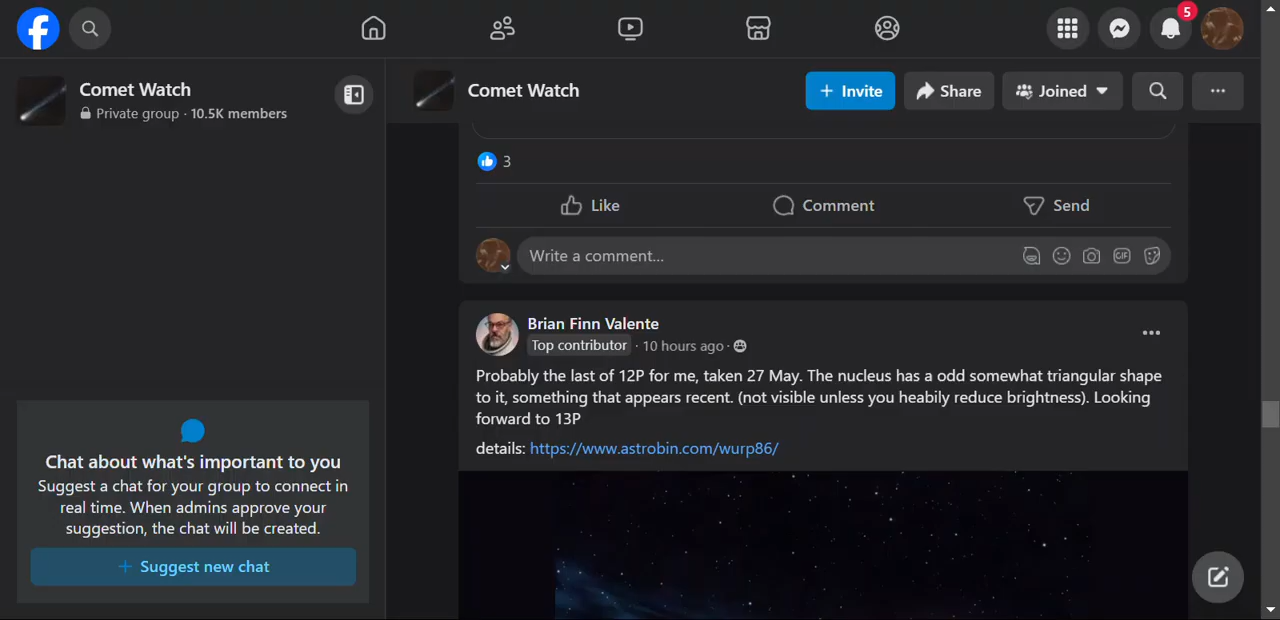 5
Comet Watch
Private group · 10.5K members
Comet Watch
+ Invite
Share
Joined
3
Like
Comment
Send
Write a comment...
GIF
Brian Finn Valente
Top contributor · 10 hours ago ·
Probably the last of 12P for me, taken 27 May. The nucleus has a odd somewhat triangular shape
to it, something that appears recent. (not visible unless you heabily reduce brightness). Looking
forward to 13P
details: https://www.astrobin.com/wurp86/
Chat about what's important to you
Suggest a chat for your group to connect in
real time. When admins approve your
suggestion, the chat will be created.
+ Suggest new chat